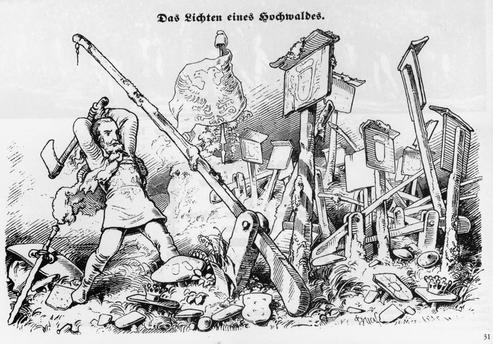 Das Lichten eines Hochwaldes.
31